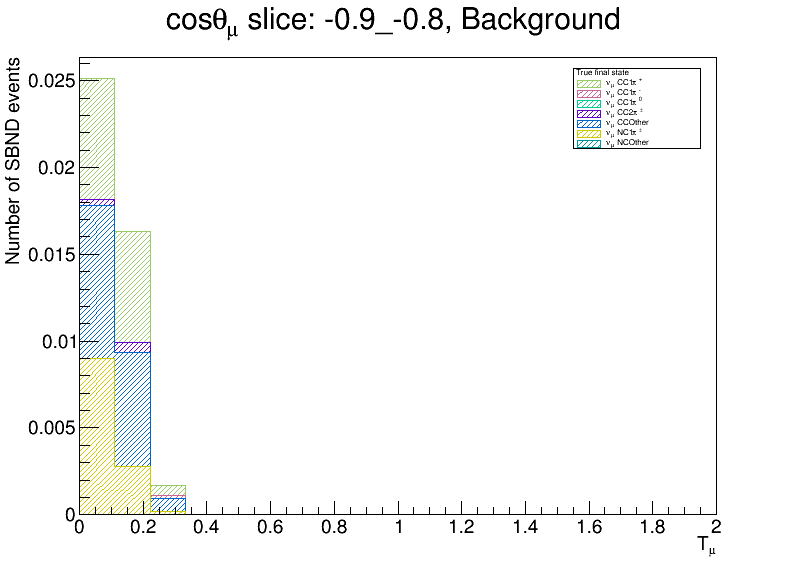 cosθμ slice: -0.9_-0.8, Background
Number of SBND events
0.025
0.02
0.015
0.01
0.005
0
True final state
νμ CC1π +
νμ CC1π -
νμ CC1π 0
νμ CC2π ±
νμ CCOther
νμ NC1π ±
νμ NCOther
0 0.2 0.4 0.6 0.8 1 1.2 1.4 1.6 1.8 2
Tμ